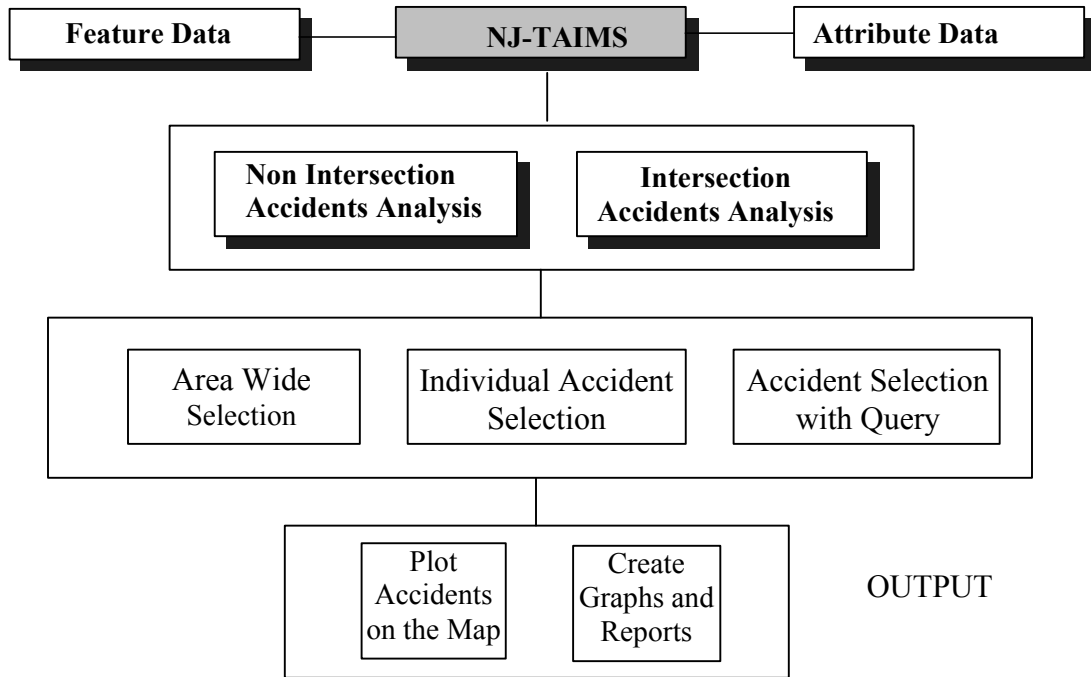 Feature Data
NJ-TAIMS
Attribute Data
Non Intersection
Accidents Analysis
Intersection
Accidents Analysis
Area Wide
Selection
Individual Accident
Selection
Accident Selection
with Query
Plot
Accidents
on the Map
Create
Graphs and
Reports
OUTPUT